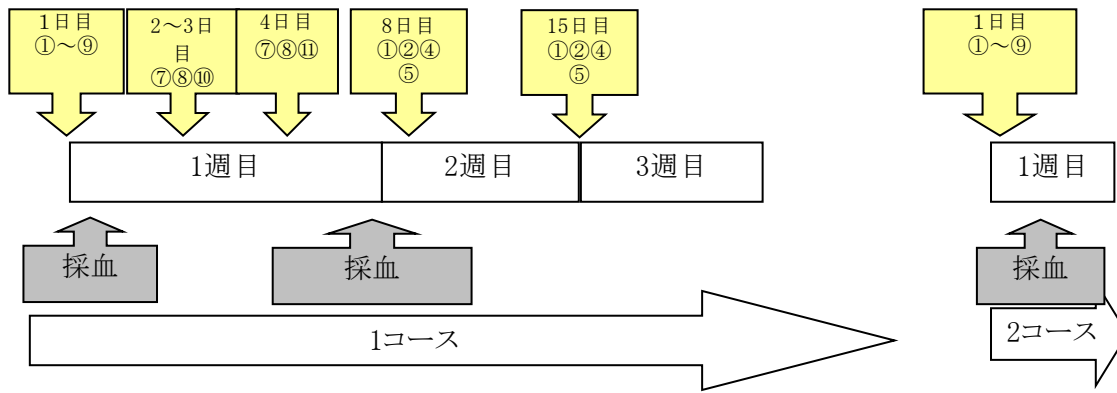 1日目
①～⑨
2～3日
目
⑦⑧⑩
4日目
⑦⑧⑪
8日目
①②④
⑤
15日目
①②④
⑤
1日目
①～⑨
1週目
2週目
3週目
1週目
採血
採血
採血
1コース
2コース